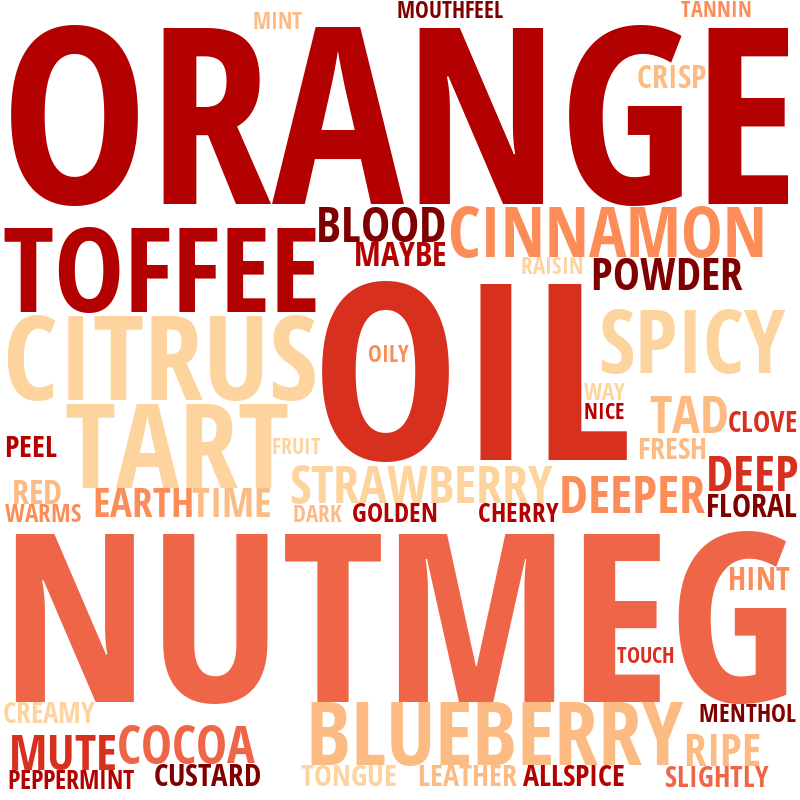 MINT MOUTHFEEL TANNIN
ORANGE
CRISP
TOFFEE BLOOD CINNAMON
MAYBE RAISIN POWDER
CITRUS OIL SPICY
OILY
WAY
TART NICE TAD CLOVE
PEEL FRUIT FRESH
STRAWBERRY DEEPER DEEP
RED EARTH TIME FLORAL
WARMS DARK GOLDEN CHERRY
NUTMEG
HINT
TOUCH
CREAMY BLUEBERRY MENTHOL
MUTE COCOA RIPE
PEPPERMINT CUSTARD TONGUE LEATHER ALLSPICE SLIGHTLY